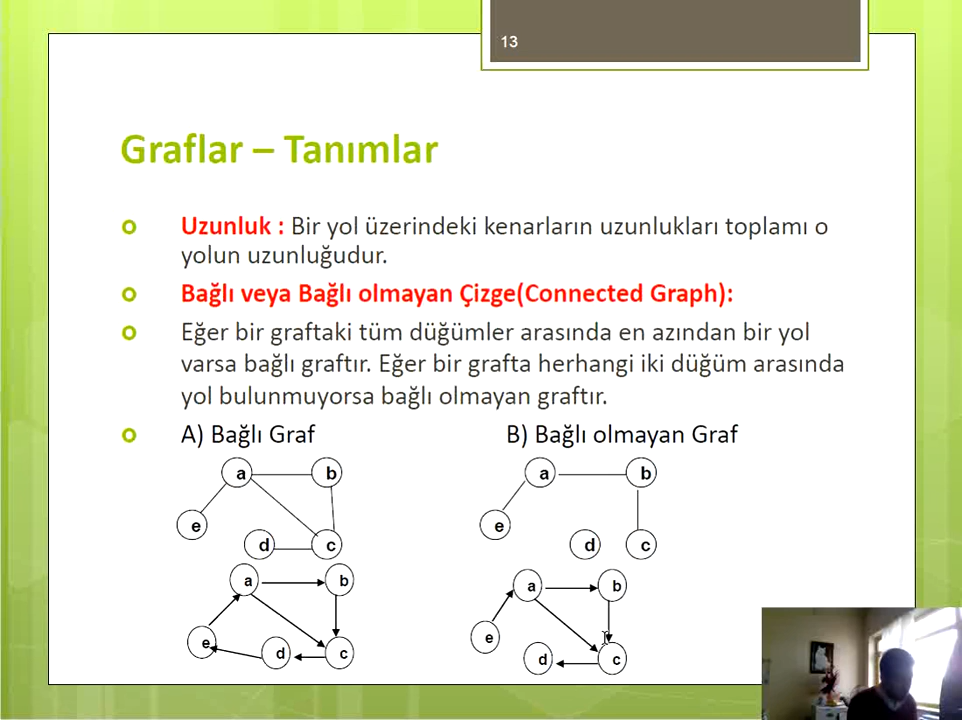 13
Graflar – Tanımlar
Uzunluk : Bir yol üzerindeki kenarların uzunlukları toplamı o
yolun uzunluğudur.
Bağlı veya Bağlı olmayan Çizge(Connected Graph):
Eğer bir graftaki tüm düğümler arasında en azından bir yol
varsa bağlı graftır. Eğer bir grafta herhangi iki düğüm arasında
yol bulunmuyorsa bağlı olmayan graftır.
A) Bağlı Graf B) Bağlı olmayan Graf
a b a b
e e
d c d c
a b a b
e e
d c d c